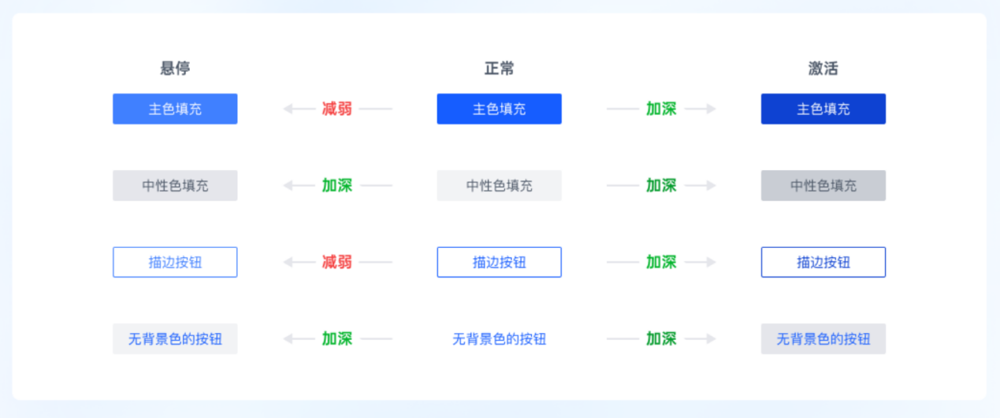 悬停
正常
激活
主色填充
减弱
主色填充
加深
主色填充
中性色填充
加深
中性色填充
加深
中性色填充
描边按钮
减弱
描边按钮
加深
描边按钮
无背景色的按钮
加深
无背景色的按钮
加深
无背景色的按钮